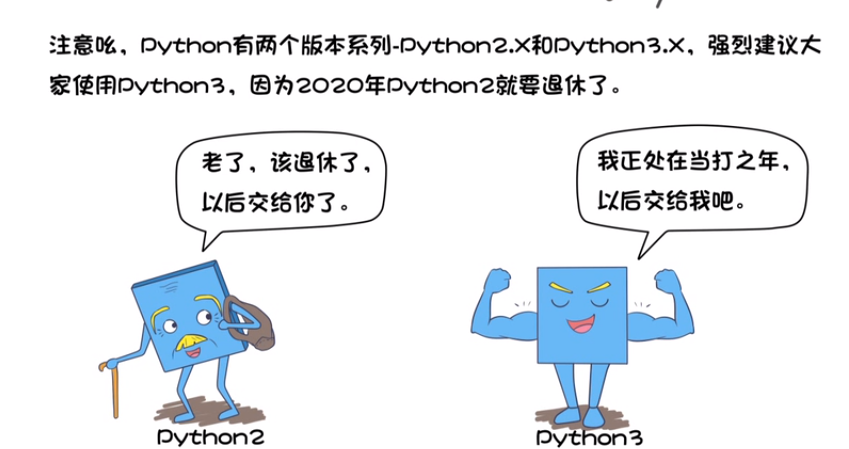 注意吆，Python有两个版本系列-Python2.X和Python3.X，强烈建议大
家使用Python3，因为2020年Python2就要退休了。
老了，该退休了，
以后交给你了。
我正处在当打之年，
以后交给我吧。
Python2
Python3